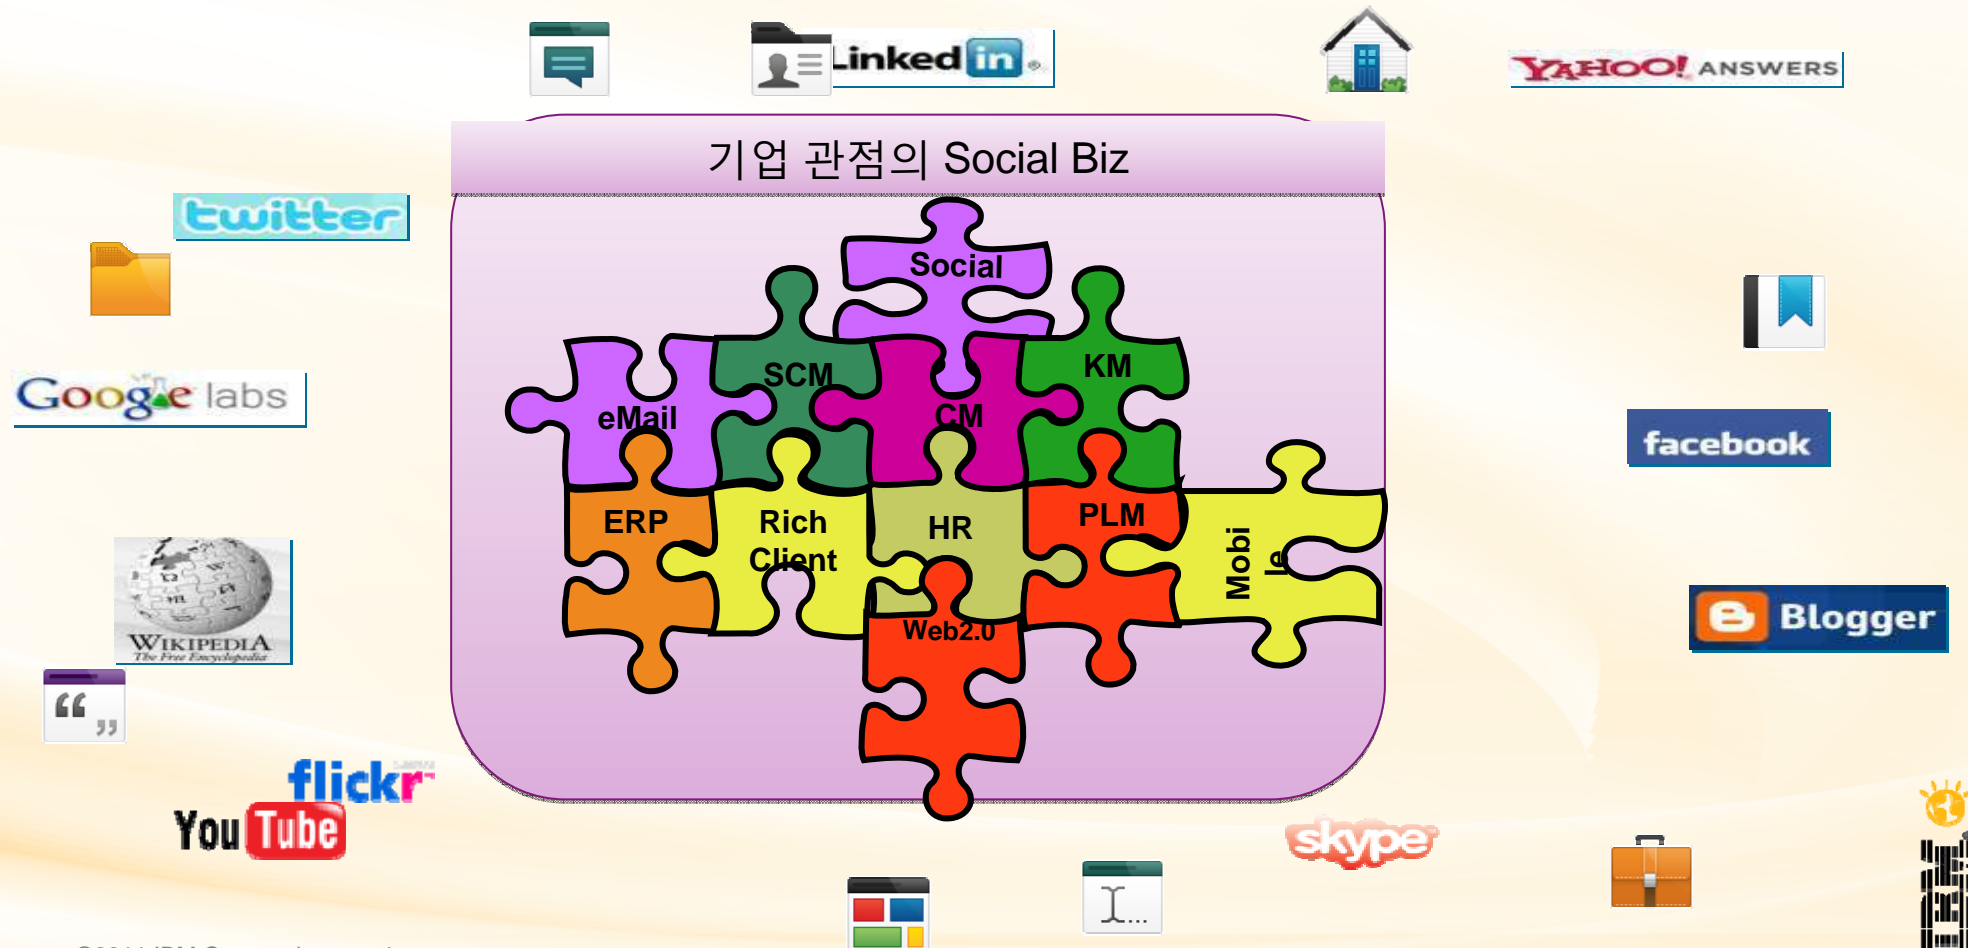 Linked in
YAHOO! ANSWERS
기업 관점의 Social Biz
twitter
Social
Google labs
SCM
KM
eMail
CM
facebook
ERP
Rich
Client
HR
PLM
Mobi
le
WIKIPEDIA
The Free Encyclopedia
Blogger
Web2.0
flickr
YouTube
skype
IBM